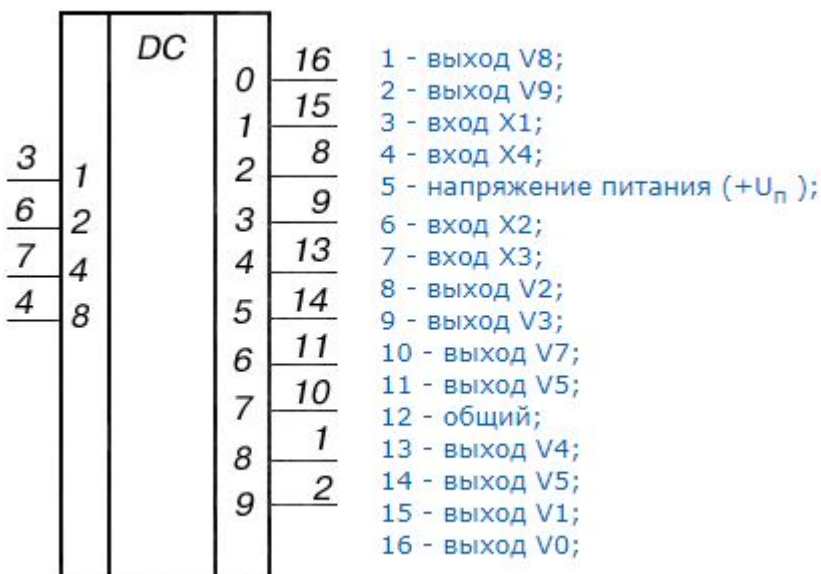 DC
0 16
1 15
2 8
3 1
3 9
6 2
4 13
7 4
5 14
4 8
6 11
7 10
8 1
9 2
1 - выход V8;
2 - выход V9;
3 - вход X1;
4 - вход X4;
5 - напряжение питания (+Uп );
6 - вход X2;
7 - вход X3;
8 - выход V2;
9 - выход V3;
10 - выход V7;
11 - выход V5;
12 - общий;
13 - выход V4;
14 - выход V5;
15 - выход V1;
16 - выход V0;